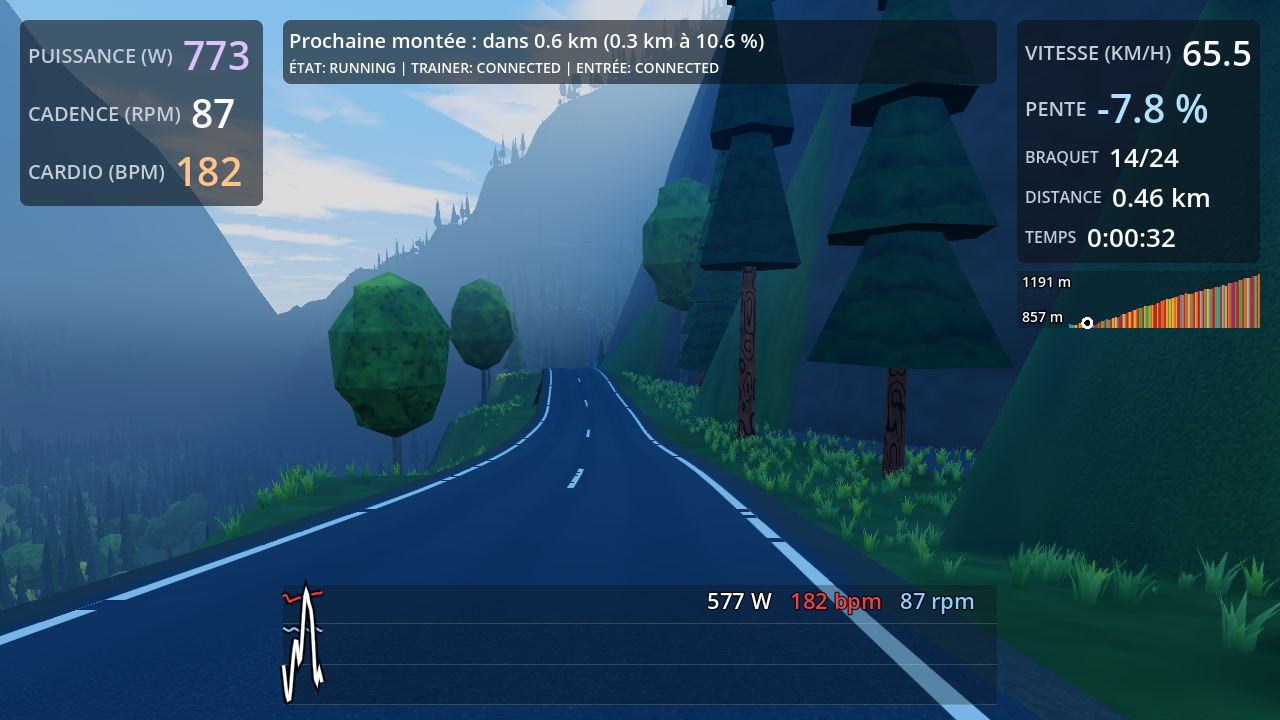 PUISSANCE (W) 773
CADENCE (RPM) 87
CARDIO (BPM) 182
Prochaine montée : dans 0.6 km (0.3 km à 10.6 %)
ÉTAT: RUNNING | TRAINER: CONNECTED | ENTRÉE: CONNECTED
VITESSE (KM/H) 65.5
PENTE -7.8 %
BRAQUET 14/24
DISTANCE 0.46 km
TEMPS 0:00:32
1191 m
857 m
577 W 182 bpm 87 rpm